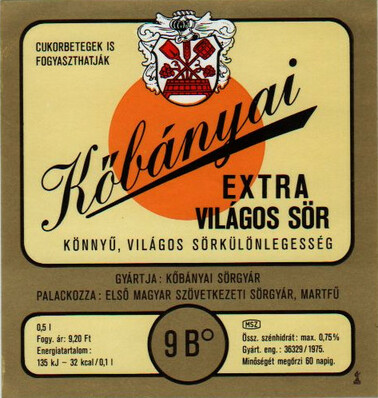 CUKORBETEGEK IS
FOGYASZTHATJÁK
Kőbányai
EXTRA
VILÁGOS SÖR
KÖNNYŰ, VILÁGOS SÖRKÜLÖNLEGESSÉG
GYÁRTJA: KŐBÁNYAI SÖRGYÁR
PALACKOZZA: ELSŐ MAGYAR SZÖVETKEZETI SÖRGYÁR, MARTFŰ
0,5 l
Fogy. ár: 9,20 Ft
Energiatartalom:
135 kJ ~ 32 kcal/0,1 l
9 B°
MSZ
Össz. szénhidrát: max. 0,75%
Gyárt. eng.: 36329/1975.
Minőségét megőrzi 60 napig.